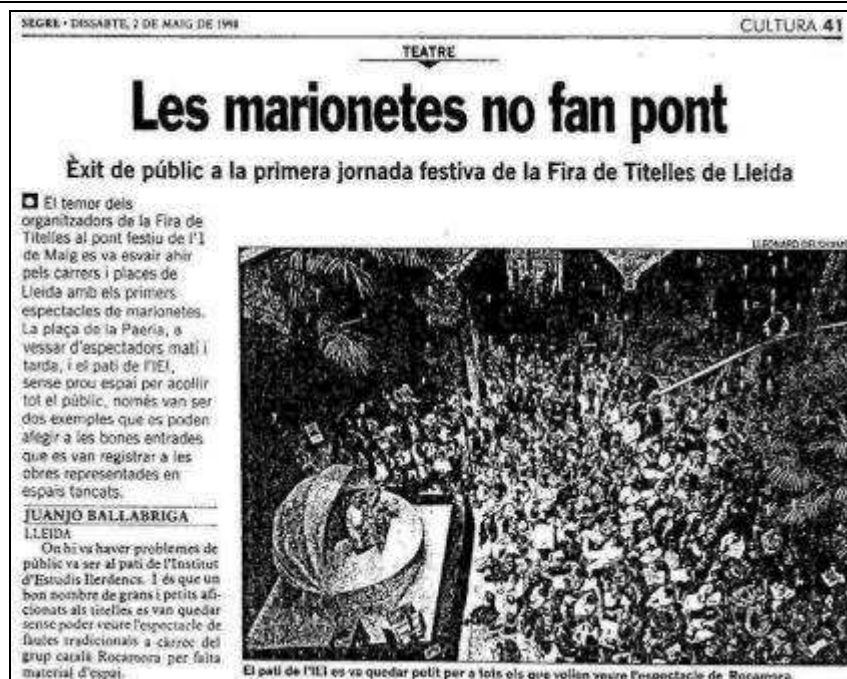 SEGRE • DISSABTE, 2 DE MAIG DE 1998
CULTURA 41
TEATRE
Les marionetes no fan pont
Èxit de públic a la primera jornada festiva de la Fira de Titelles de Lleida
El temor dels
organitzadors de la Fira de
Titelles al pont festiu de l'1
de Maig es va esvair ahir
pels carrers i places de
Lleida amb els primers
espectacles de marionetes.
La plaça de la Paeria, a
vessar d'espectadors matí i
tarda, i el pati de l'IEI,
sense prou espai per acollir
tot el públic, només van ser
dos exemples que es poden
afegir a les bones entrades
que es van registrar a les
obres representades en
espais tancats.
JUANJO BALLABRIGA
LLEIDA
On hi va haver problemes de
públic va ser al pati de l'Institut
d'Estudis Ilerdencs. I és que un
bon nombre de grans i petits afi-
cionats als titelles es van quedar
sense poder veure l'espectacle de
faules tradicionals a càrrec del
grup català Rocamora per falta
material d'espai.
LLEONARD
El pati de l'IEI es va quedar petit per a tots els que volien veure l'espectacle de Rocamora.